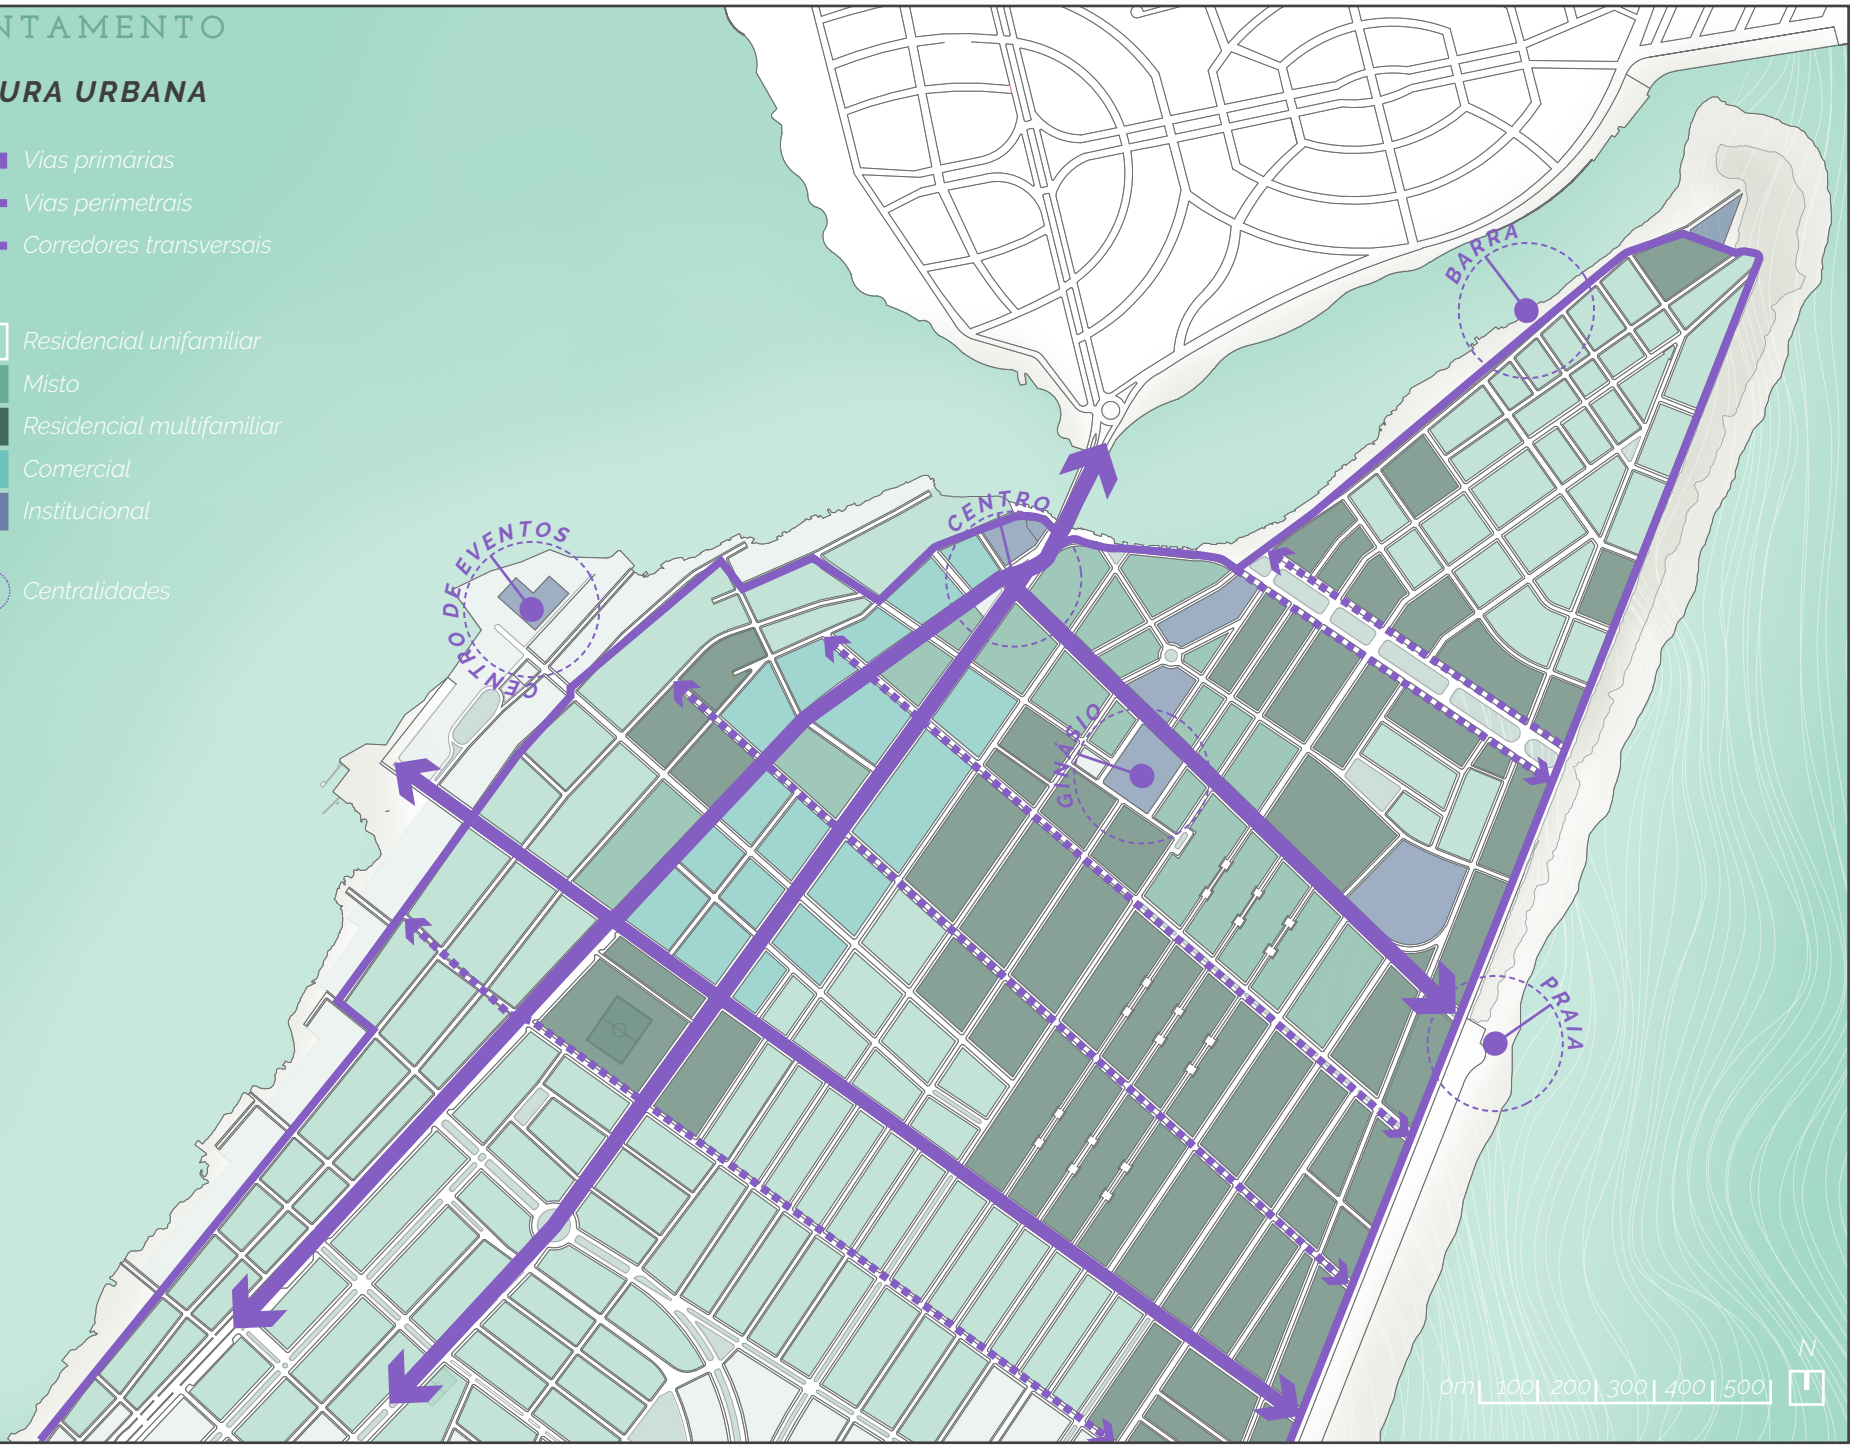 NTAMENTO
URA URBANA
Vias primárias
Vias perimetrais
Corredores transversais
Residencial unifamiliar
Misto
Residencial multifamiliar
Comercial
Institucional
Centralidades
BARRA
CENTRO
CENTRO DE EVENTOS
GINÁSIO
PRAIA
N
0m 100 200 300 400 500